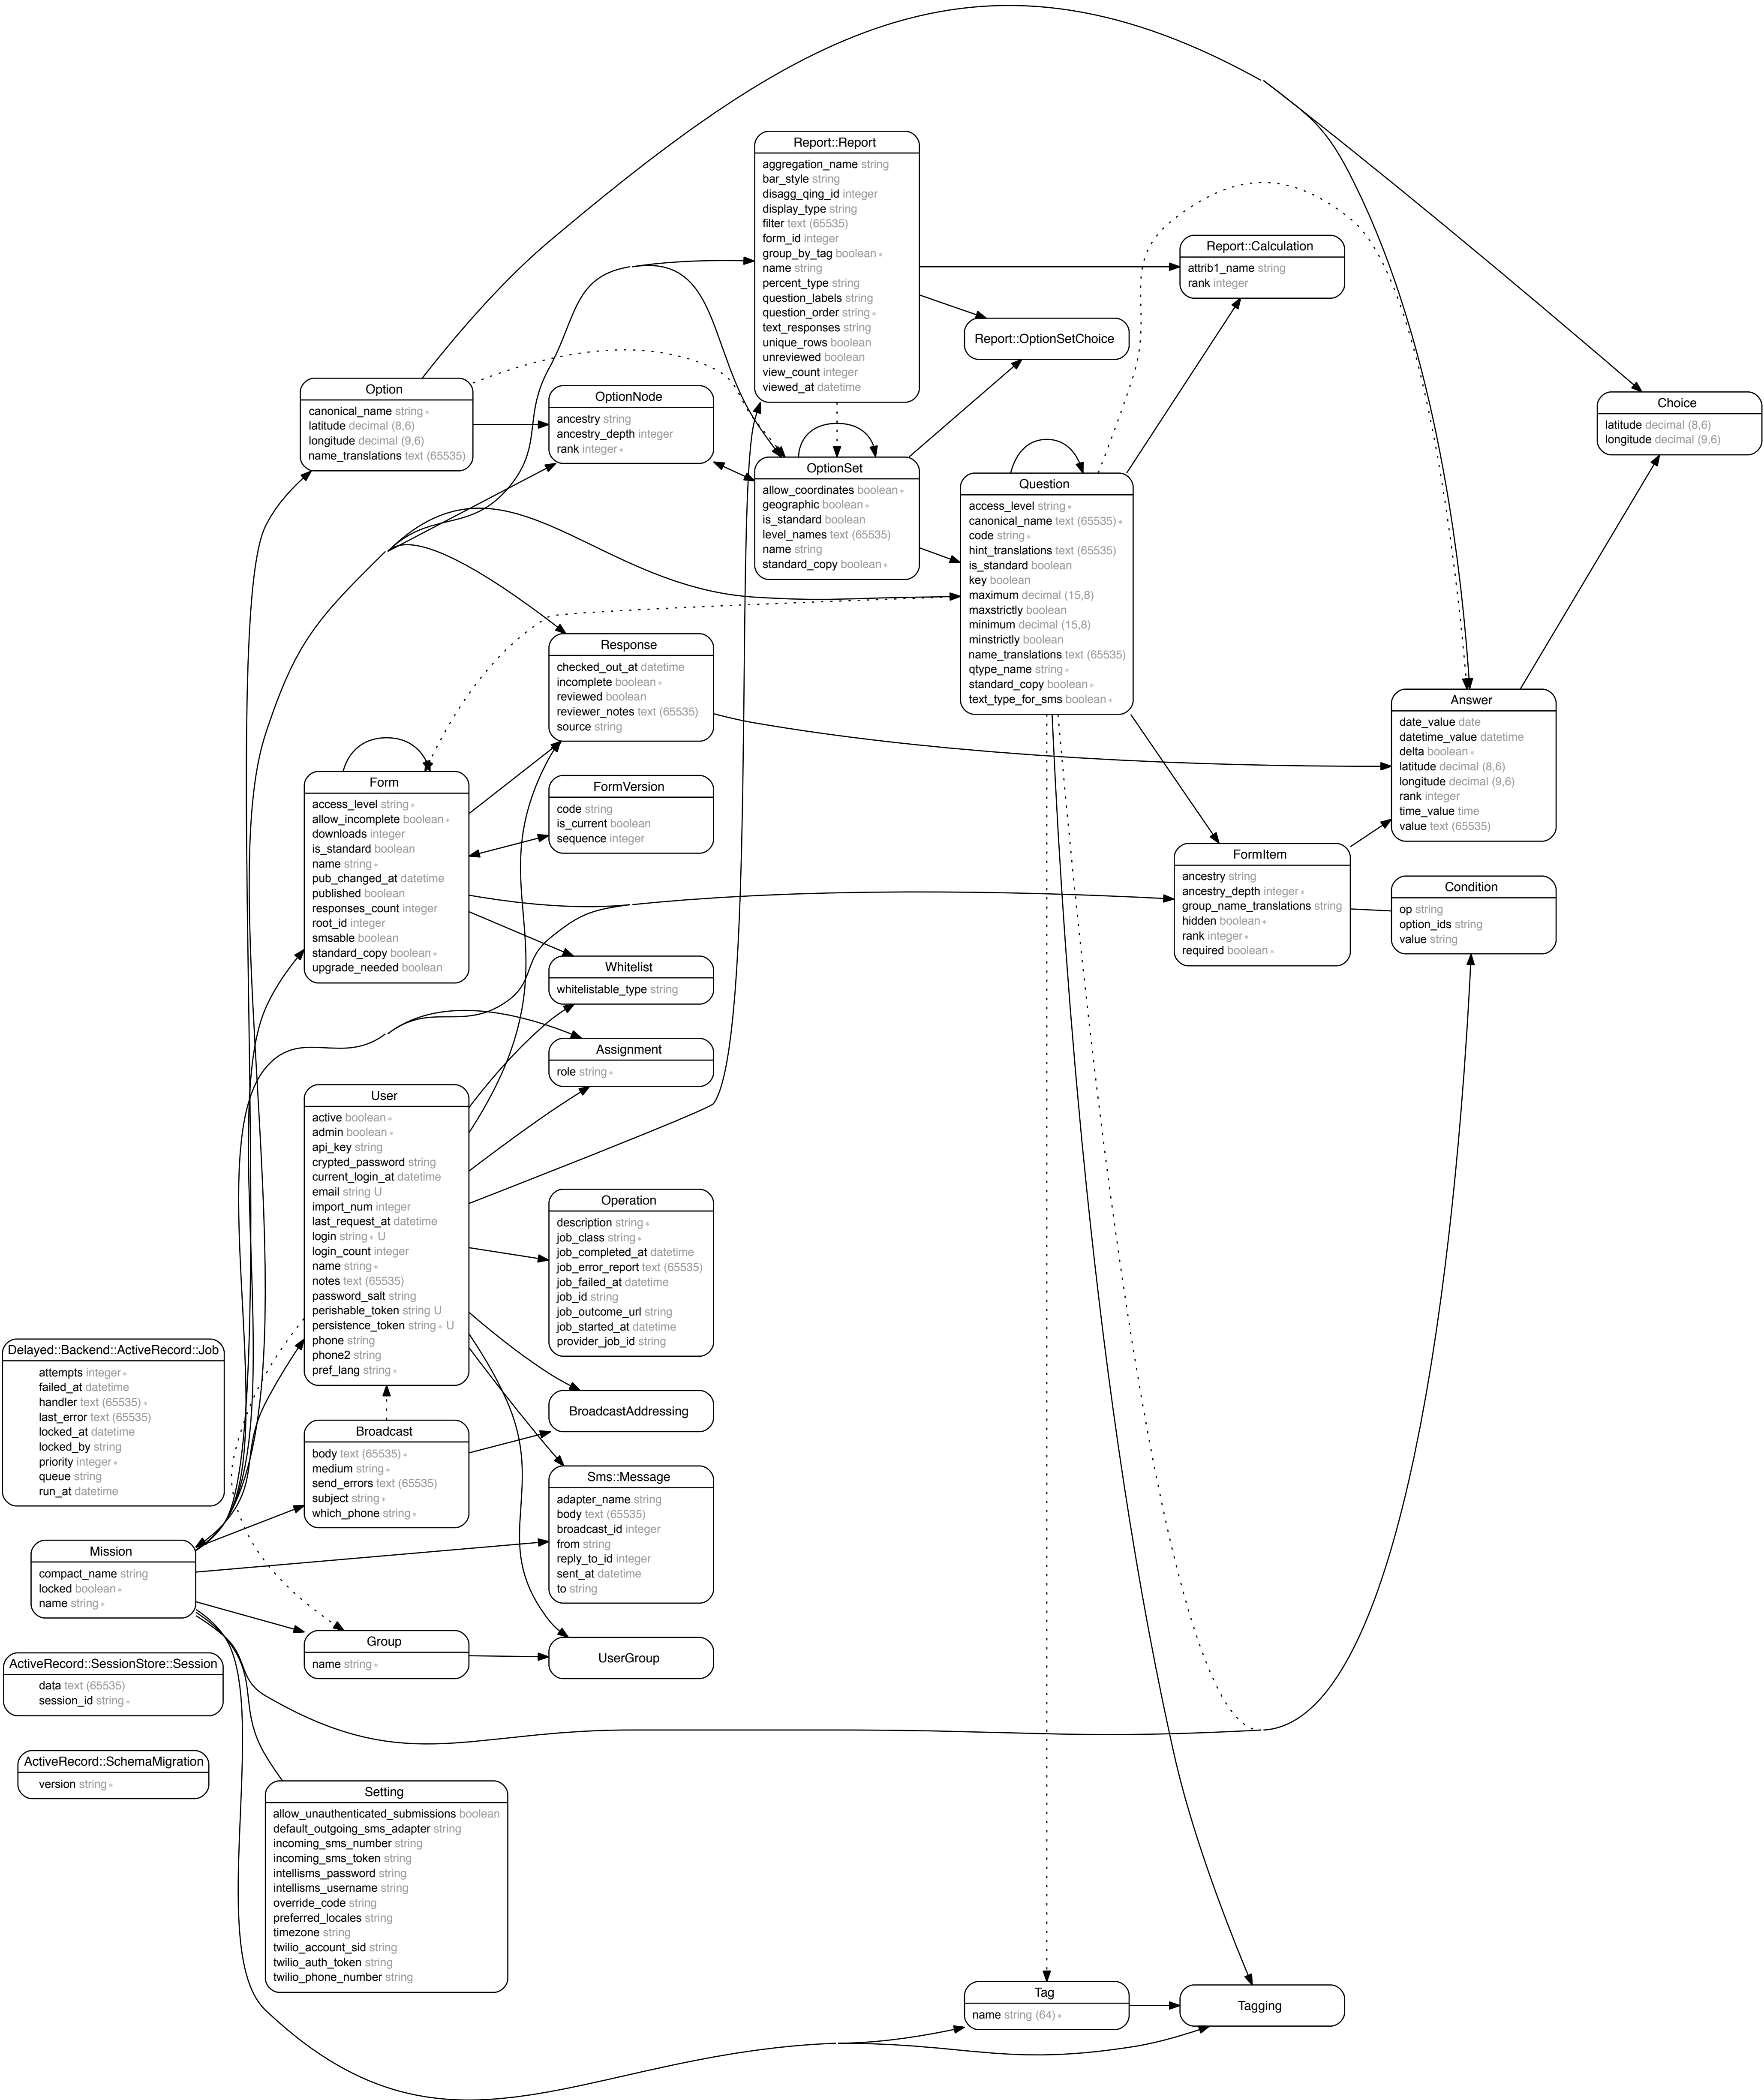 Report::Report
aggregation_name string
bar_style string
disagg_qing_id integer
display_type string
filter text (65535)
form_id integer
group_by_tag boolean ∗
name string
percent_type string
question_labels string
question_order string ∗
text_responses string
unique_rows boolean
unreviewed boolean
view_count integer
viewed_at datetime
Report::Calculation
attrib1_name string
rank integer
Report::OptionSetChoice
Option
canonical_name string ∗
latitude decimal (8,6)
longitude decimal (9,6)
name_translations text (65535)
OptionNode
ancestry string
ancestry_depth integer
rank integer ∗
Choice
latitude decimal (8,6)
longitude decimal (9,6)
OptionSet
allow_coordinates boolean ∗
geographic boolean ∗
is_standard boolean
level_names text (65535)
name string
standard_copy boolean ∗
Question
access_level string ∗
canonical_name text (65535) ∗
code string ∗
hint_translations text (65535)
is_standard boolean
key boolean
maximum decimal (15,8)
maxstrictly boolean
minimum decimal (15,8)
minstrictly boolean
name_translations text (65535)
qtype_name string ∗
standard_copy boolean ∗
text_type_for_sms boolean ∗
Response
checked_out_at datetime
incomplete boolean ∗
reviewed boolean
reviewer_notes text (65535)
source string
Answer
date_value date
datetime_value datetime
delta boolean ∗
latitude decimal (8,6)
longitude decimal (9,6)
rank integer
time_value time
value text (65535)
Form
access_level string ∗
allow_incomplete boolean ∗
downloads integer
is_standard boolean
name string ∗
pub_changed_at datetime
published boolean
responses_count integer
root_id integer
smsable boolean
standard_copy boolean ∗
upgrade_needed boolean
FormVersion
code string
is_current boolean
sequence integer
FormItem
ancestry string
ancestry_depth integer ∗
group_name_translations string
hidden boolean ∗
rank integer ∗
required boolean ∗
Condition
op string
option_ids string
value string
Whitelist
whitelistable_type string
Assignment
role string ∗
User
active boolean ∗
admin boolean ∗
api_key string
crypted_password string
current_login_at datetime
email string U
import_num integer
last_request_at datetime
login string ∗ U
login_count integer
name string ∗
notes text (65535)
password_salt string
perishable_token string U
persistence_token string ∗ U
phone string
phone2 string
pref_lang string ∗
Operation
description string ∗
job_class string ∗
job_completed_at datetime
job_error_report text (65535)
job_failed_at datetime
job_id string
job_outcome_url string
job_started_at datetime
provider_job_id string
Delayed::Backend::ActiveRecord::Job
attempts integer ∗
failed_at datetime
handler text (65535) ∗
last_error text (65535)
locked_at datetime
locked_by string
priority integer ∗
queue string
run_at datetime
BroadcastAddressing
Broadcast
body text (65535) ∗
medium string ∗
send_errors text (65535)
subject string ∗
which_phone string ∗
Sms::Message
adapter_name string
body text (65535)
broadcast_id integer
from string
reply_to_id integer
sent_at datetime
to string
Mission
compact_name string
locked boolean ∗
name string ∗
Group
name string ∗
UserGroup
ActiveRecord::SessionStore::Session
data text (65535)
session_id string ∗
ActiveRecord::SchemaMigration
version string ∗
Setting
allow_unauthenticated_submissions boolean
default_outgoing_sms_adapter string
incoming_sms_number string
incoming_sms_token string
intellisms_password string
intellisms_username string
override_code string
preferred_locales string
timezone string
twilio_account_sid string
twilio_auth_token string
twilio_phone_number string
Tag
name string (64) ∗
Tagging